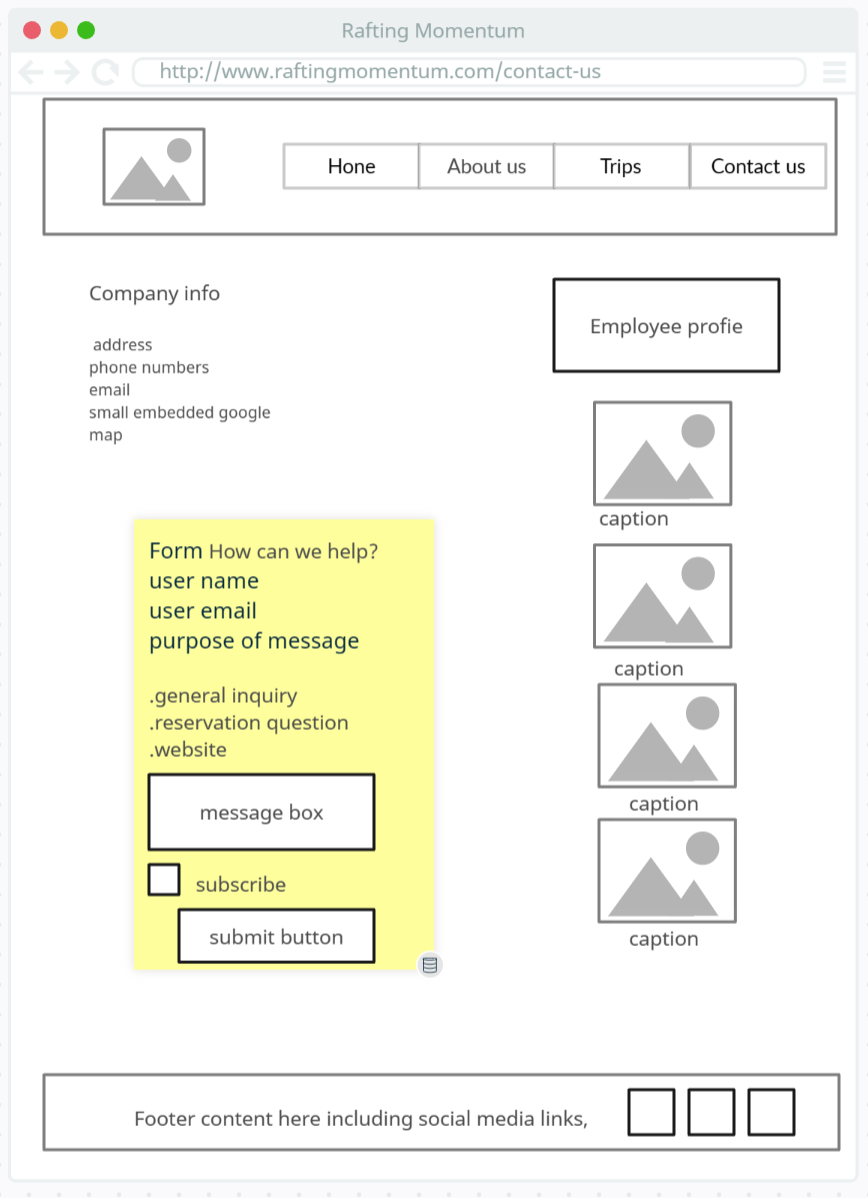 Rafting Momentum
http://www.raftingmomentum.com/contact-us
Hone
About us
Trips
Contact us
Company info
address
phone numbers
email
small embedded google
map
Employee profie
caption
caption
caption
caption
Form How can we help?
user name
user email
purpose of message
.general inquiry
.reservation question
.website
message box
subscribe
submit button
Footer content here including social media links,